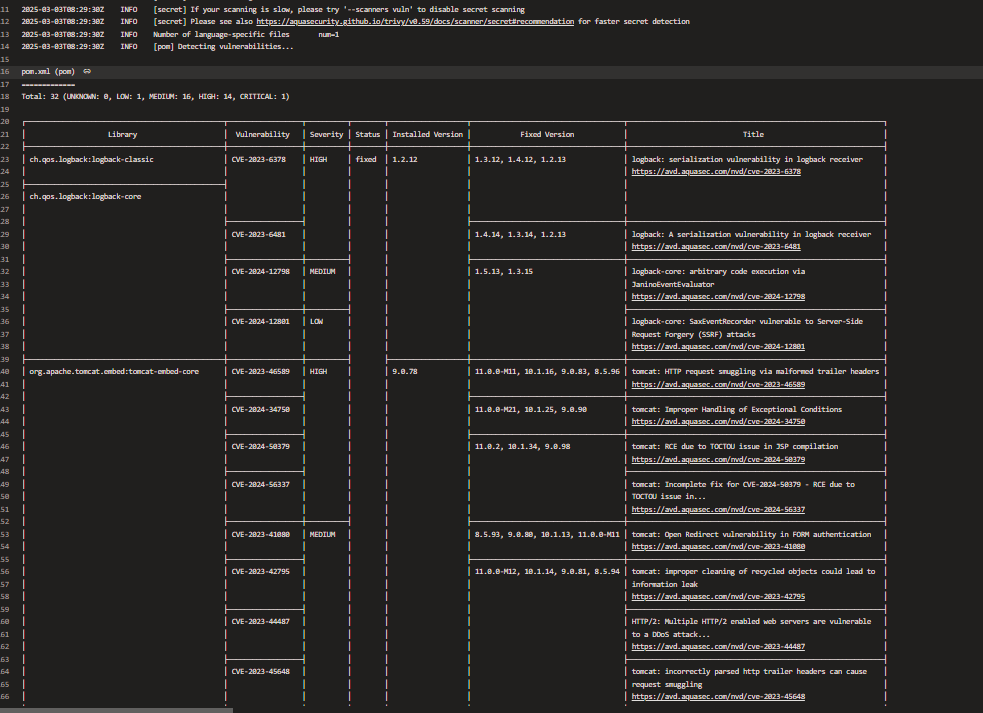 11 2025-03-03T08:29:30Z INFO [secret] If your scanning is slow, please try '--scanners vuln' to disable secret scanning
12 2025-03-03T08:29:30Z INFO [secret] Please see also https://aquasecurity.github.io/trivy/v0.59/docs/scanner/secret#recommendation for faster secret detection
13 2025-03-03T08:29:30Z INFO Number of language-specific files num=1
14 2025-03-03T08:29:30Z INFO [pom] Detecting vulnerabilities...
15
16 pom.xml (pom)
17 =============
18 Total: 32 (UNKNOWN: 0, LOW: 1, MEDIUM: 16, HIGH: 14, CRITICAL: 1)
19
20
21 Library Vulnerability Severity Status Installed Version Fixed Version Title
22
23 ch.qos.logback:logback-classic CVE-2023-6378 HIGH fixed 1.2.12 1.3.12, 1.4.12, 1.2.13 logback: serialization vulnerability in logback receiver
24 https://avd.aquasec.com/nvd/cve-2023-6378
25
26 ch.qos.logback:logback-core
27
28
29 CVE-2023-6481 1.4.14, 1.3.14, 1.2.13 logback: A serialization vulnerability in logback receiver
30 https://avd.aquasec.com/nvd/cve-2023-6481
31
32 CVE-2024-12798 MEDIUM 1.5.13, 1.3.15 logback-core: arbitrary code execution via
33 JaninoEventEvaluator
34 https://avd.aquasec.com/nvd/cve-2024-12798
35
36 CVE-2024-12801 LOW logback-core: SaxEventRecorder vulnerable to Server-Side
37 Request Forgery (SSRF) attacks
38 https://avd.aquasec.com/nvd/cve-2024-12801
39
40 org.apache.tomcat.embed:tomcat-embed-core CVE-2023-46589 HIGH 9.0.78 11.0.0-M11, 10.1.16, 9.0.83, 8.5.96 tomcat: HTTP request smuggling via malformed trailer headers
41 https://avd.aquasec.com/nvd/cve-2023-46589
42
43 CVE-2024-34750 11.0.0-M21, 10.1.25, 9.0.90 tomcat: Improper Handling of Exceptional Conditions
44 https://avd.aquasec.com/nvd/cve-2024-34750
45
46 CVE-2024-50379 11.0.2, 10.1.34, 9.0.98 tomcat: RCE due to TOCTOU issue in JSP compilation
47 https://avd.aquasec.com/nvd/cve-2024-50379
48
49 CVE-2024-56337 tomcat: Incomplete fix for CVE-2024-50379 - RCE due to
50 TOCTOU issue in...
51 https://avd.aquasec.com/nvd/cve-2024-56337
52
53 CVE-2023-41080 MEDIUM 8.5.93, 9.0.80, 10.1.13, 11.0.0-M11 tomcat: Open Redirect vulnerability in FORM authentication
54 https://avd.aquasec.com/nvd/cve-2023-41080
55
56 CVE-2023-42795 11.0.0-M12, 10.1.14, 9.0.81, 8.5.94 tomcat: improper cleaning of recycled objects could lead to
57 information leak
58 https://avd.aquasec.com/nvd/cve-2023-42795
59
60 CVE-2023-44487 HTTP/2: Multiple HTTP/2 enabled web servers are vulnerable
61 to a DDoS attack...
62 https://avd.aquasec.com/nvd/cve-2023-44487
63
64 CVE-2023-45648 tomcat: incorrectly parsed http trailer headers can cause
65 request smuggling
66 https://avd.aquasec.com/nvd/cve-2023-45648